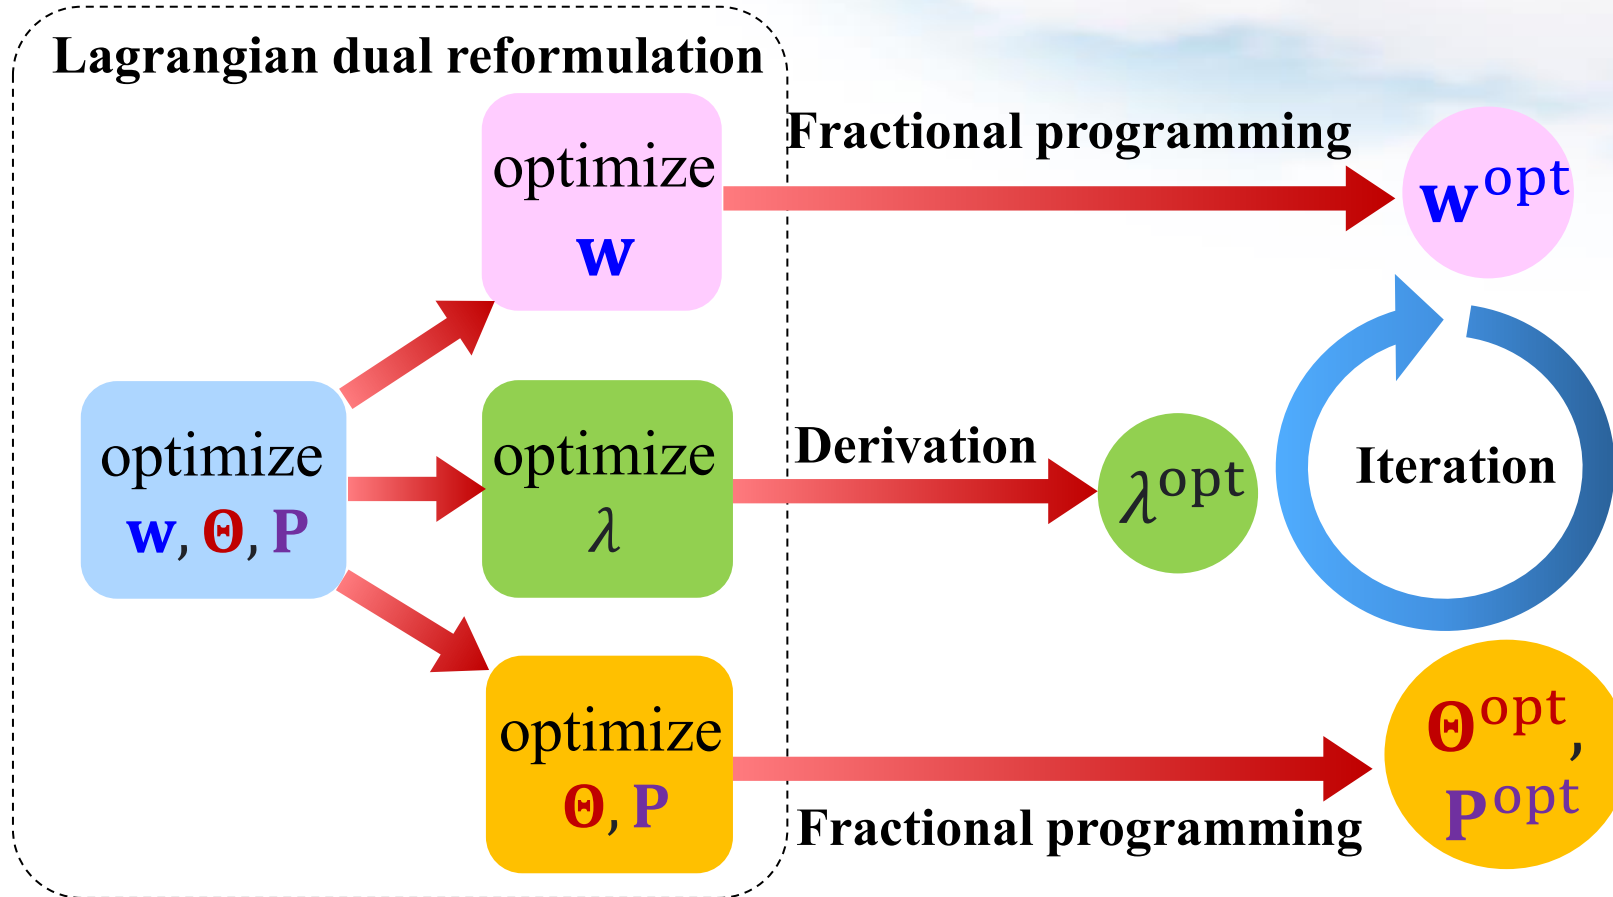 Lagrangian dual reformulation
optimize
w
Fractional programming
w^opt
optimize
w, Θ, P
optimize
λ
Derivation
λ^opt
Iteration
optimize
Θ, P
Fractional programming
Θ^opt,
P^opt